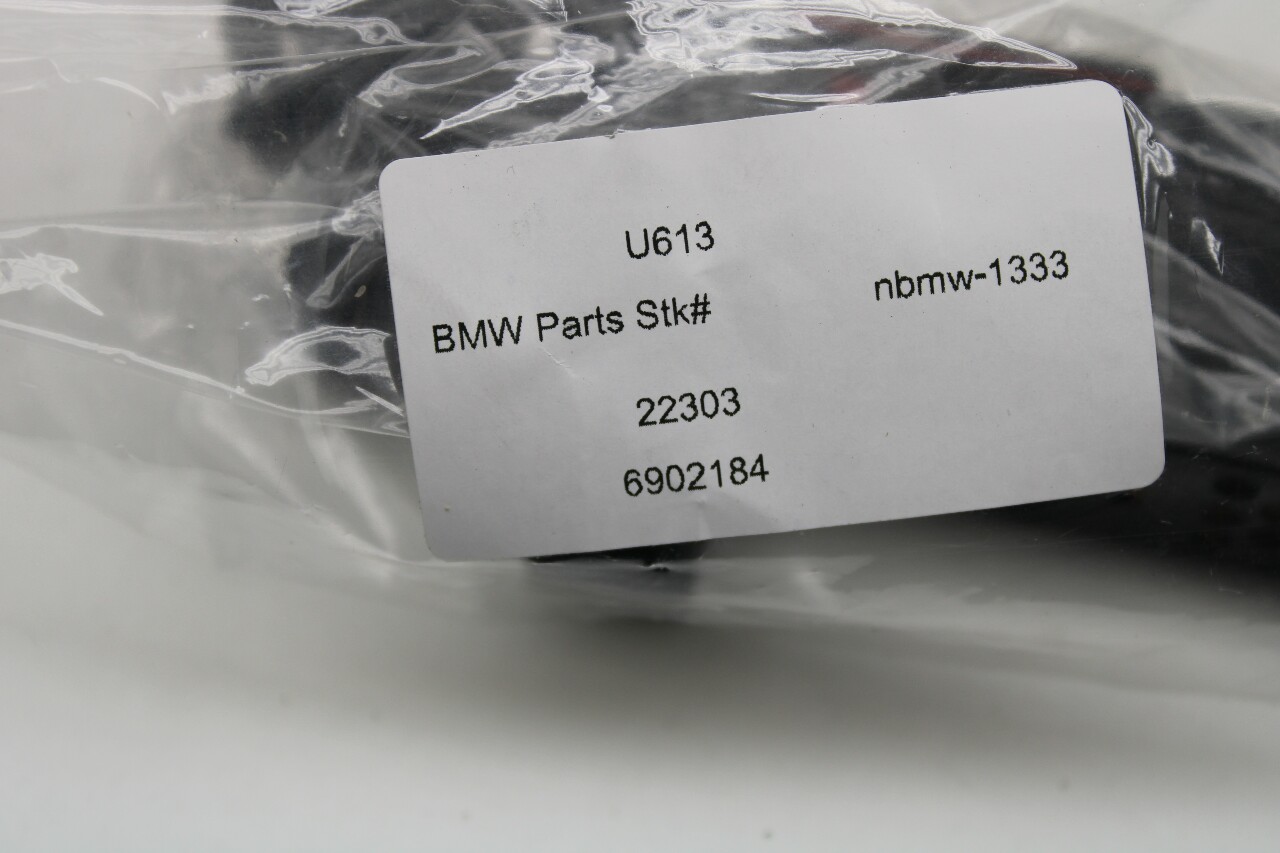 U613
nbmw-1333
BMW Parts Stk#
22303
6902184